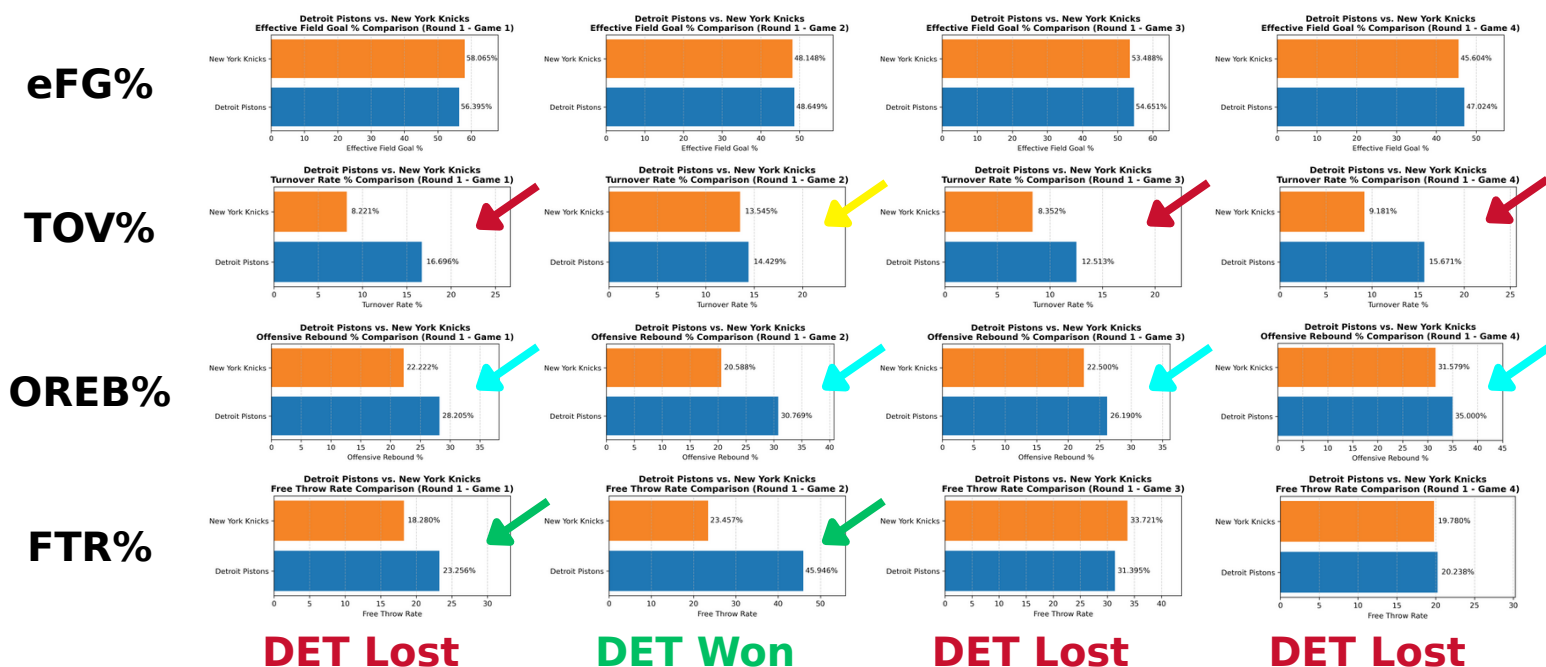 eFG%
Detroit Pistons vs. New York Knicks
Effective Field Goal % Comparison (Round 1 - Game 1)
New York Knicks
58.065%
Detroit Pistons
56.395%
0 10 20 30 40 50 60
Effective Field Goal %
Detroit Pistons vs. New York Knicks
Effective Field Goal % Comparison (Round 1 - Game 2)
New York Knicks
48.148%
Detroit Pistons
48.649%
0 10 20 30 40 50
Effective Field Goal %
Detroit Pistons vs. New York Knicks
Effective Field Goal % Comparison (Round 1 - Game 3)
New York Knicks
53.488%
Detroit Pistons
54.651%
0 10 20 30 40 50 60
Effective Field Goal %
Detroit Pistons vs. New York Knicks
Effective Field Goal % Comparison (Round 1 - Game 4)
New York Knicks
45.604%
Detroit Pistons
47.024%
0 10 20 30 40 50
Effective Field Goal %
TOV%
Detroit Pistons vs. New York Knicks
Turnover Rate % Comparison (Round 1 - Game 1)
New York Knicks
8.221%
Detroit Pistons
16.696%
0 5 10 15 20 25
Turnover Rate %
Detroit Pistons vs. New York Knicks
Turnover Rate % Comparison (Round 1 - Game 2)
New York Knicks
13.545%
Detroit Pistons
14.429%
0 5 10 15 20
Turnover Rate %
Detroit Pistons vs. New York Knicks
Turnover Rate % Comparison (Round 1 - Game 3)
New York Knicks
8.352%
Detroit Pistons
12.513%
0 5 10 15 20
Turnover Rate %
Detroit Pistons vs. New York Knicks
Turnover Rate % Comparison (Round 1 - Game 4)
New York Knicks
9.181%
Detroit Pistons
15.671%
0 5 10 15 20 25
Turnover Rate %
OREB%
Detroit Pistons vs. New York Knicks
Offensive Rebound % Comparison (Round 1 - Game 1)
New York Knicks
22.222%
Detroit Pistons
28.205%
0 5 10 15 20 25 30 35
Offensive Rebound %
Detroit Pistons vs. New York Knicks
Offensive Rebound % Comparison (Round 1 - Game 2)
New York Knicks
20.588%
Detroit Pistons
30.769%
0 5 10 15 20 25 30 35 40
Offensive Rebound %
Detroit Pistons vs. New York Knicks
Offensive Rebound % Comparison (Round 1 - Game 3)
New York Knicks
22.500%
Detroit Pistons
26.190%
0 5 10 15 20 25 30 35
Offensive Rebound %
Detroit Pistons vs. New York Knicks
Offensive Rebound % Comparison (Round 1 - Game 4)
New York Knicks
31.579%
Detroit Pistons
35.000%
0 5 10 15 20 25 30 35 40 45
Offensive Rebound %
FTR%
Detroit Pistons vs. New York Knicks
Free Throw Rate Comparison (Round 1 - Game 1)
New York Knicks
18.280%
Detroit Pistons
23.256%
0 5 10 15 20 25 30
Free Throw Rate
Detroit Pistons vs. New York Knicks
Free Throw Rate Comparison (Round 1 - Game 2)
New York Knicks
23.457%
Detroit Pistons
45.946%
0 10 20 30 40 50
Free Throw Rate
Detroit Pistons vs. New York Knicks
Free Throw Rate Comparison (Round 1 - Game 3)
New York Knicks
33.721%
Detroit Pistons
31.395%
0 5 10 15 20 25 30 35 40
Free Throw Rate
Detroit Pistons vs. New York Knicks
Free Throw Rate Comparison (Round 1 - Game 4)
New York Knicks
19.780%
Detroit Pistons
20.238%
0 5 10 15 20 25 30
Free Throw Rate
DET Lost
DET Won
DET Lost
DET Lost